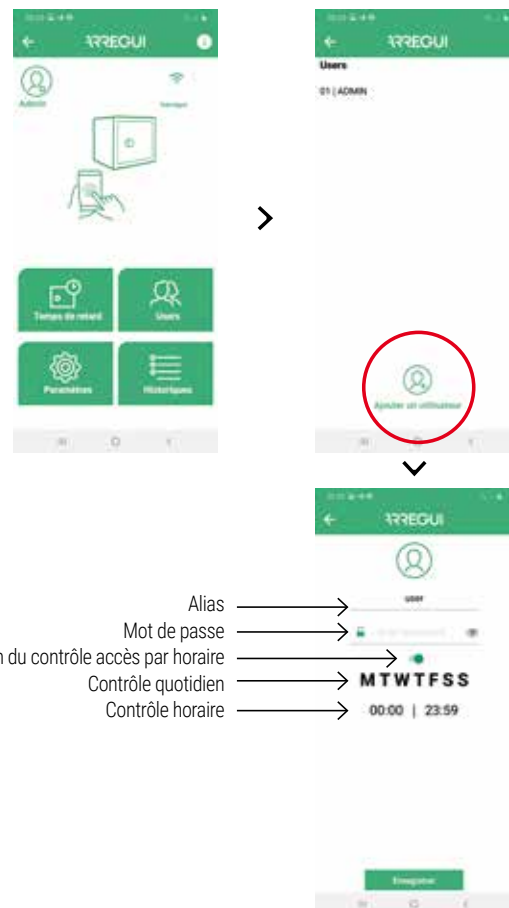 ARREGUI
ARREGUI
Users
01 | ADMIN
Admin
Temps de retard
Users
Paramètres
Historiques
Ajouter un utilisateur
ARREGUI
user
Alias
Mot de passe
n du contrôle accès par horaire
Contrôle quotidien
MTWTFSS
Contrôle horaire
00:00 | 23:59
Enregistrer